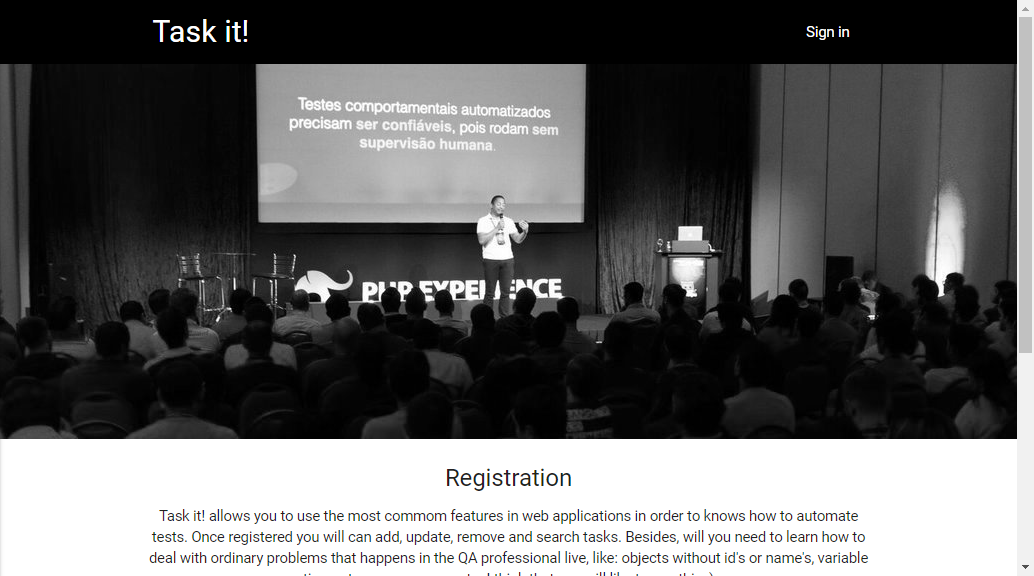 Task it!
Sign in
Testes comportamentais automatizados
precisam ser confiáveis, pois rodam sem
supervisão humana.
PHP EXPERIENCE
Registration
Task it! allows you to use the most commom features in web applications in order to knows how to automate
tests. Once registered you will can add, update, remove and search tasks. Besides, will you need to learn how to
deal with ordinary problems that happens in the QA professional live, like: objects without id's or name's, variable